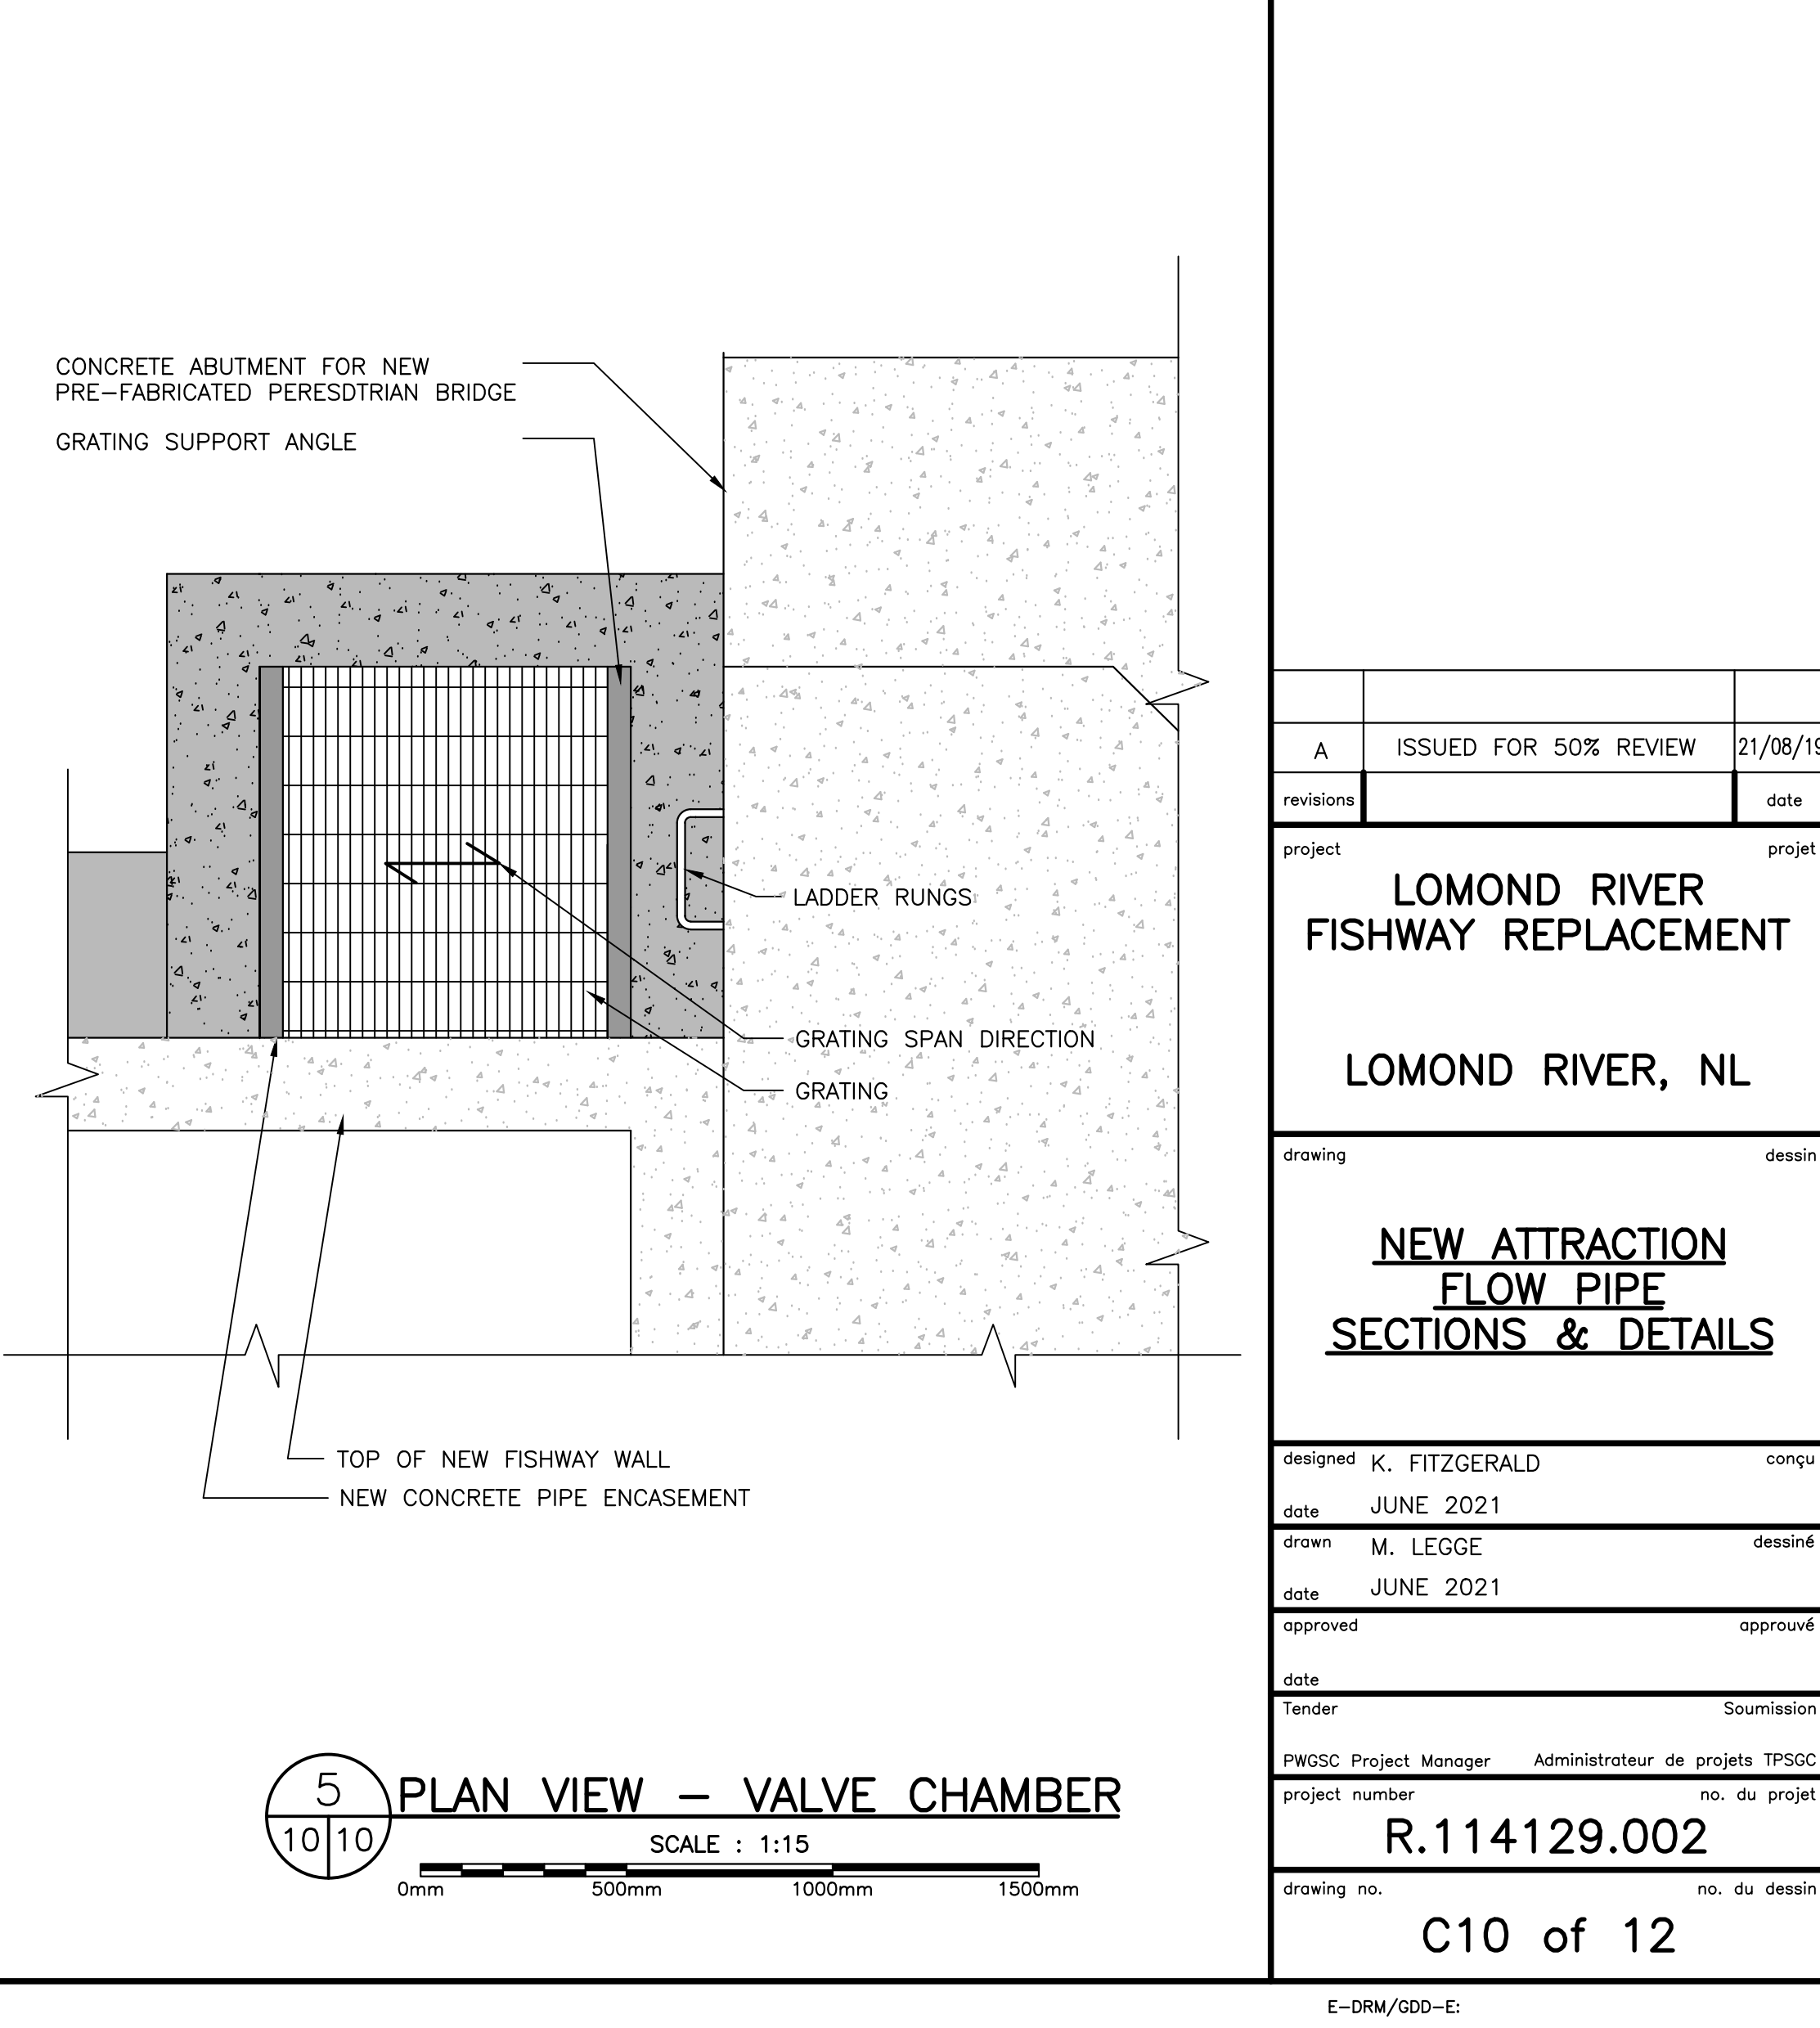 CONCRETE ABUTMENT FOR NEW
PRE-FABRICATED PERESDTRIAN BRIDGE
GRATING SUPPORT ANGLE
LADDER RUNGS
GRATING SPAN DIRECTION
GRATING
TOP OF NEW FISHWAY WALL
NEW CONCRETE PIPE ENCASEMENT
5
10 10
PLAN VIEW - VALVE CHAMBER
SCALE : 1:15
0mm 500mm 1000mm 1500mm
A ISSUED FOR 50% REVIEW 21/08/19
revisions date
project projet
LOMOND RIVER
FISHWAY REPLACEMENT
LOMOND RIVER, NL
drawing dessin
NEW ATTRACTION
FLOW PIPE
SECTIONS & DETAILS
designed K. FITZGERALD conçu
date JUNE 2021
drawn M. LEGGE dessiné
date JUNE 2021
approved approuvé
date
Tender Soumission
PWGSC Project Manager Administrateur de projets TPSGC
project number no. du projet
R.114129.002
drawing no. no. du dessin
C10 of 12
E-DRM/GDD-E: